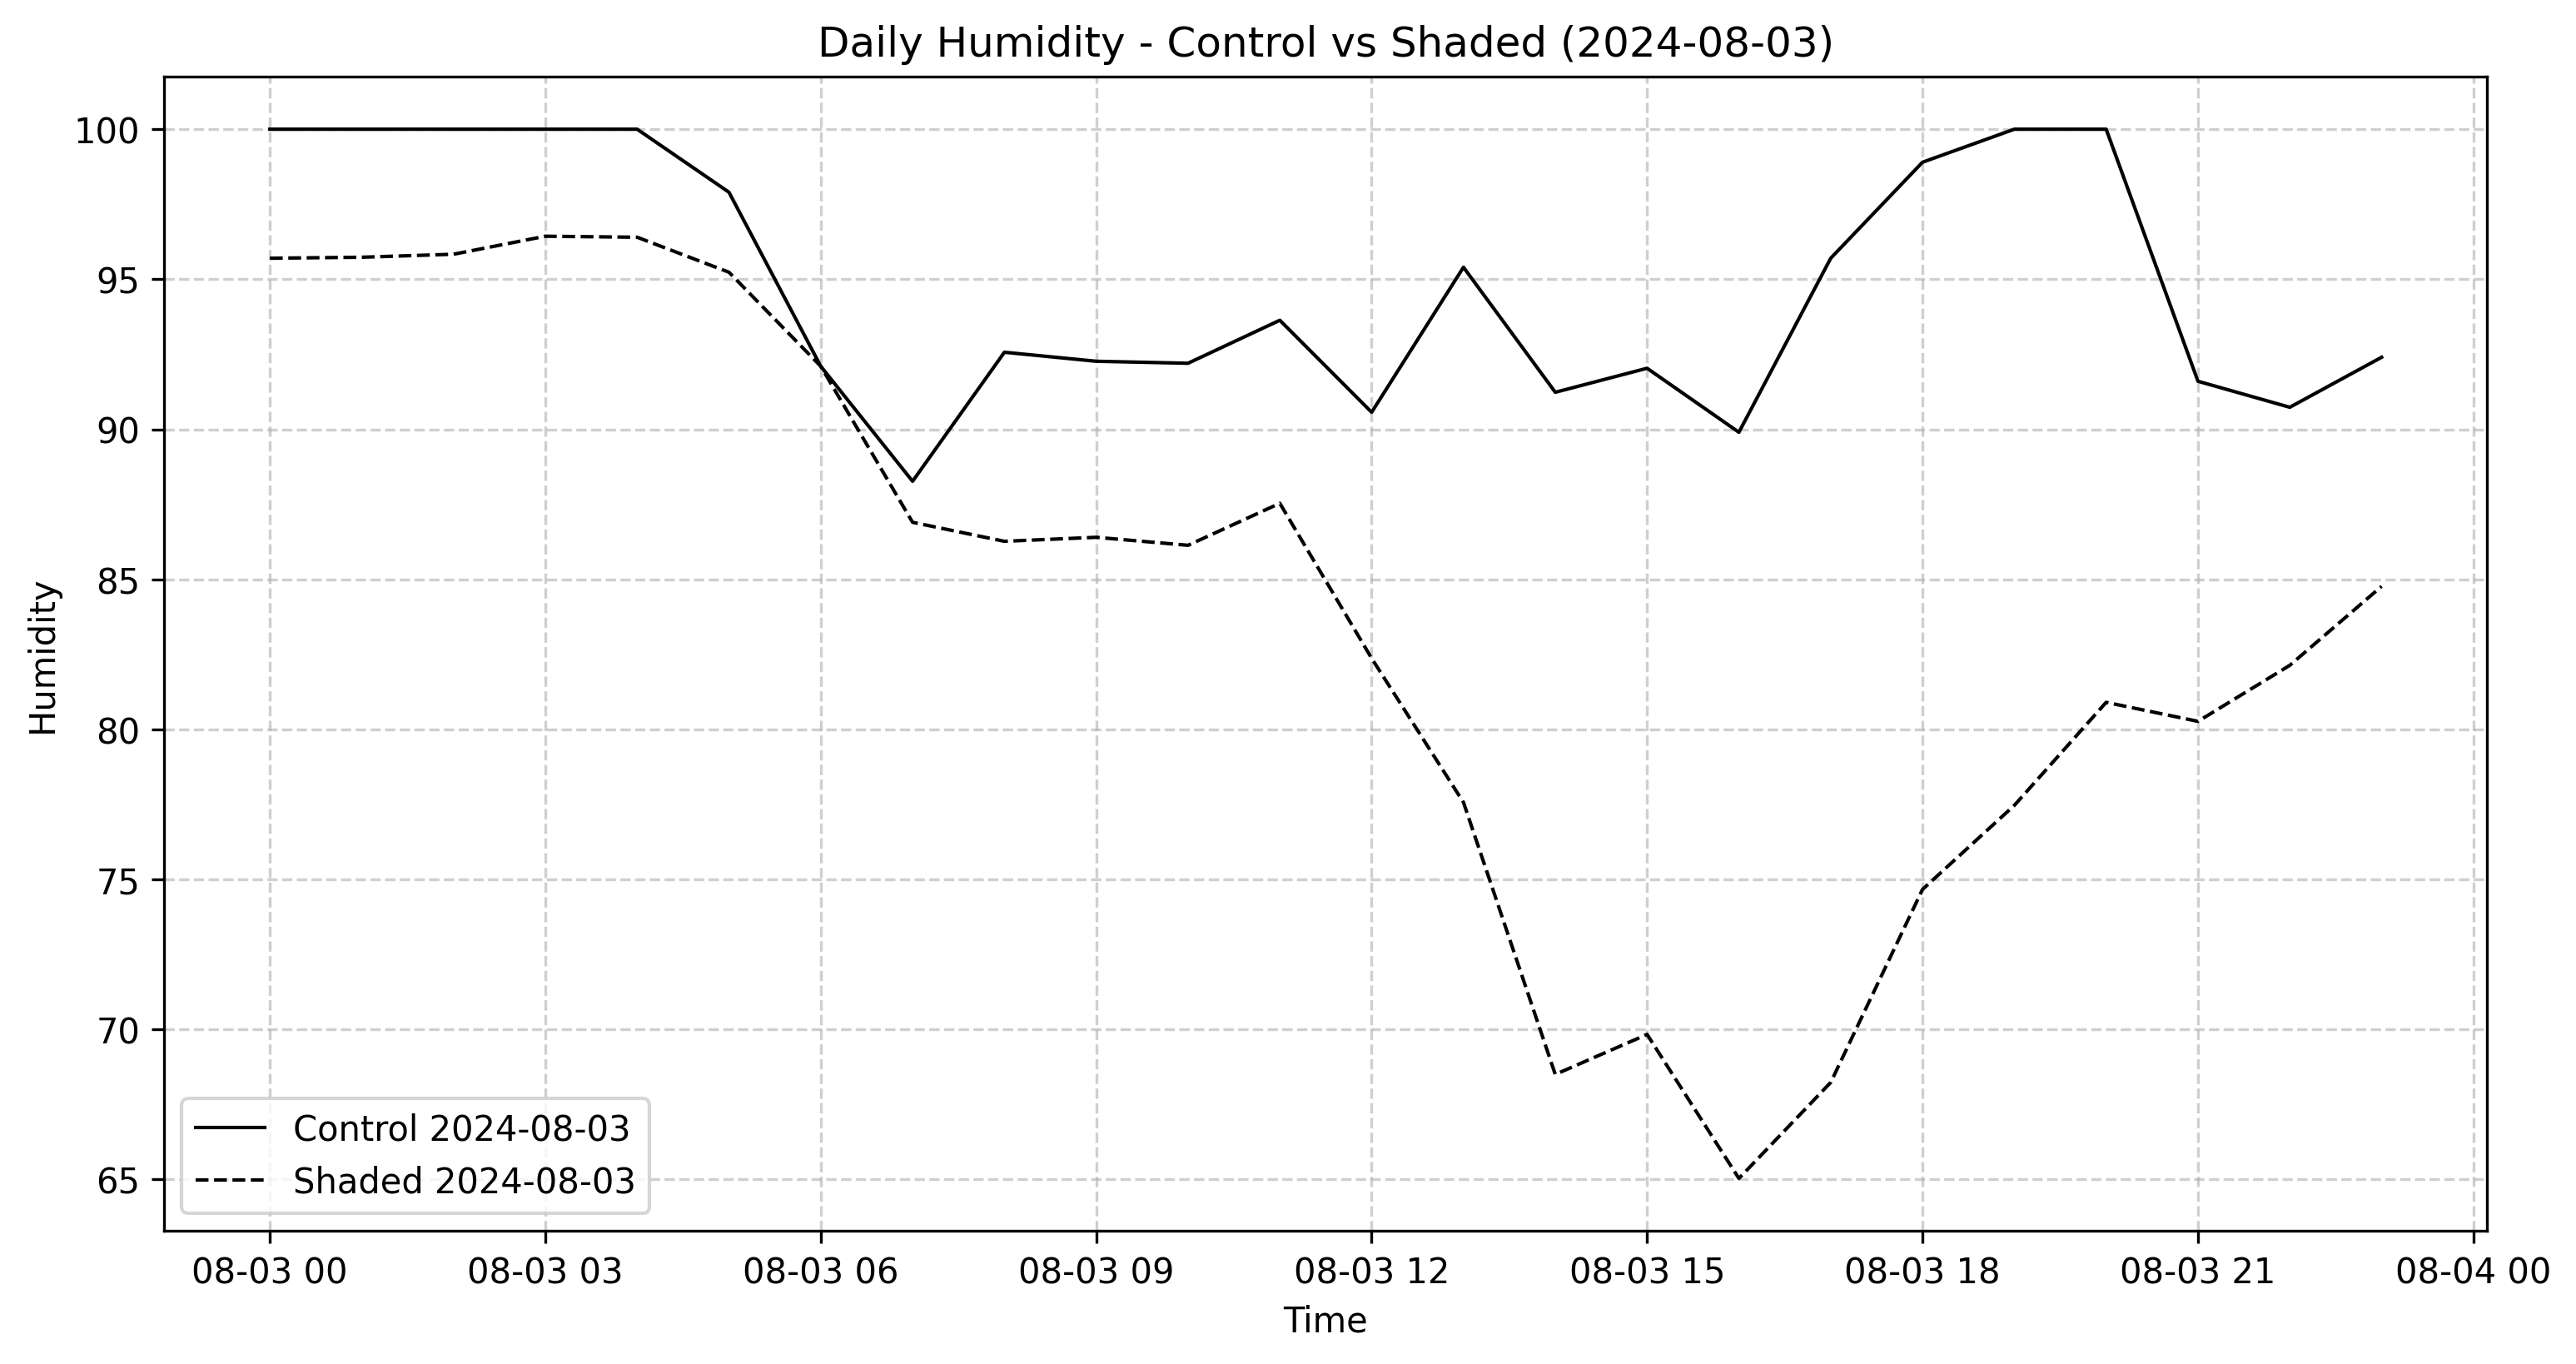 Daily Humidity - Control vs Shaded (2024-08-03)
Humidity
100
95
90
85
80
75
70
65
Control 2024-08-03
Shaded 2024-08-03
08-03 00 08-03 03 08-03 06 08-03 09 08-03 12 08-03 15 08-03 18 08-03 21 08-04 00
Time